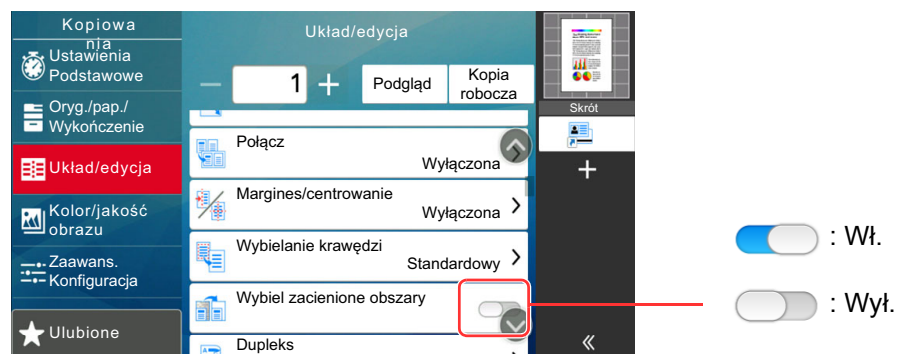 Kopiowa
nia
Ustawienia
Podstawowe
Oryg./pap./
Wykończenie
Układ/edycja
Kolor/jakość
obrazu
Zaawans.
Konfiguracja
Ulubione
Układ/edycja
1
Podgląd
Kopia
robocza
Połącz
Wyłączona
Margines/centrowanie
Wyłączona
Wybielanie krawędzi
Standardowy
Wybiel zacienione obszary
Dupleks
Skrót
: Wł.
: Wył.